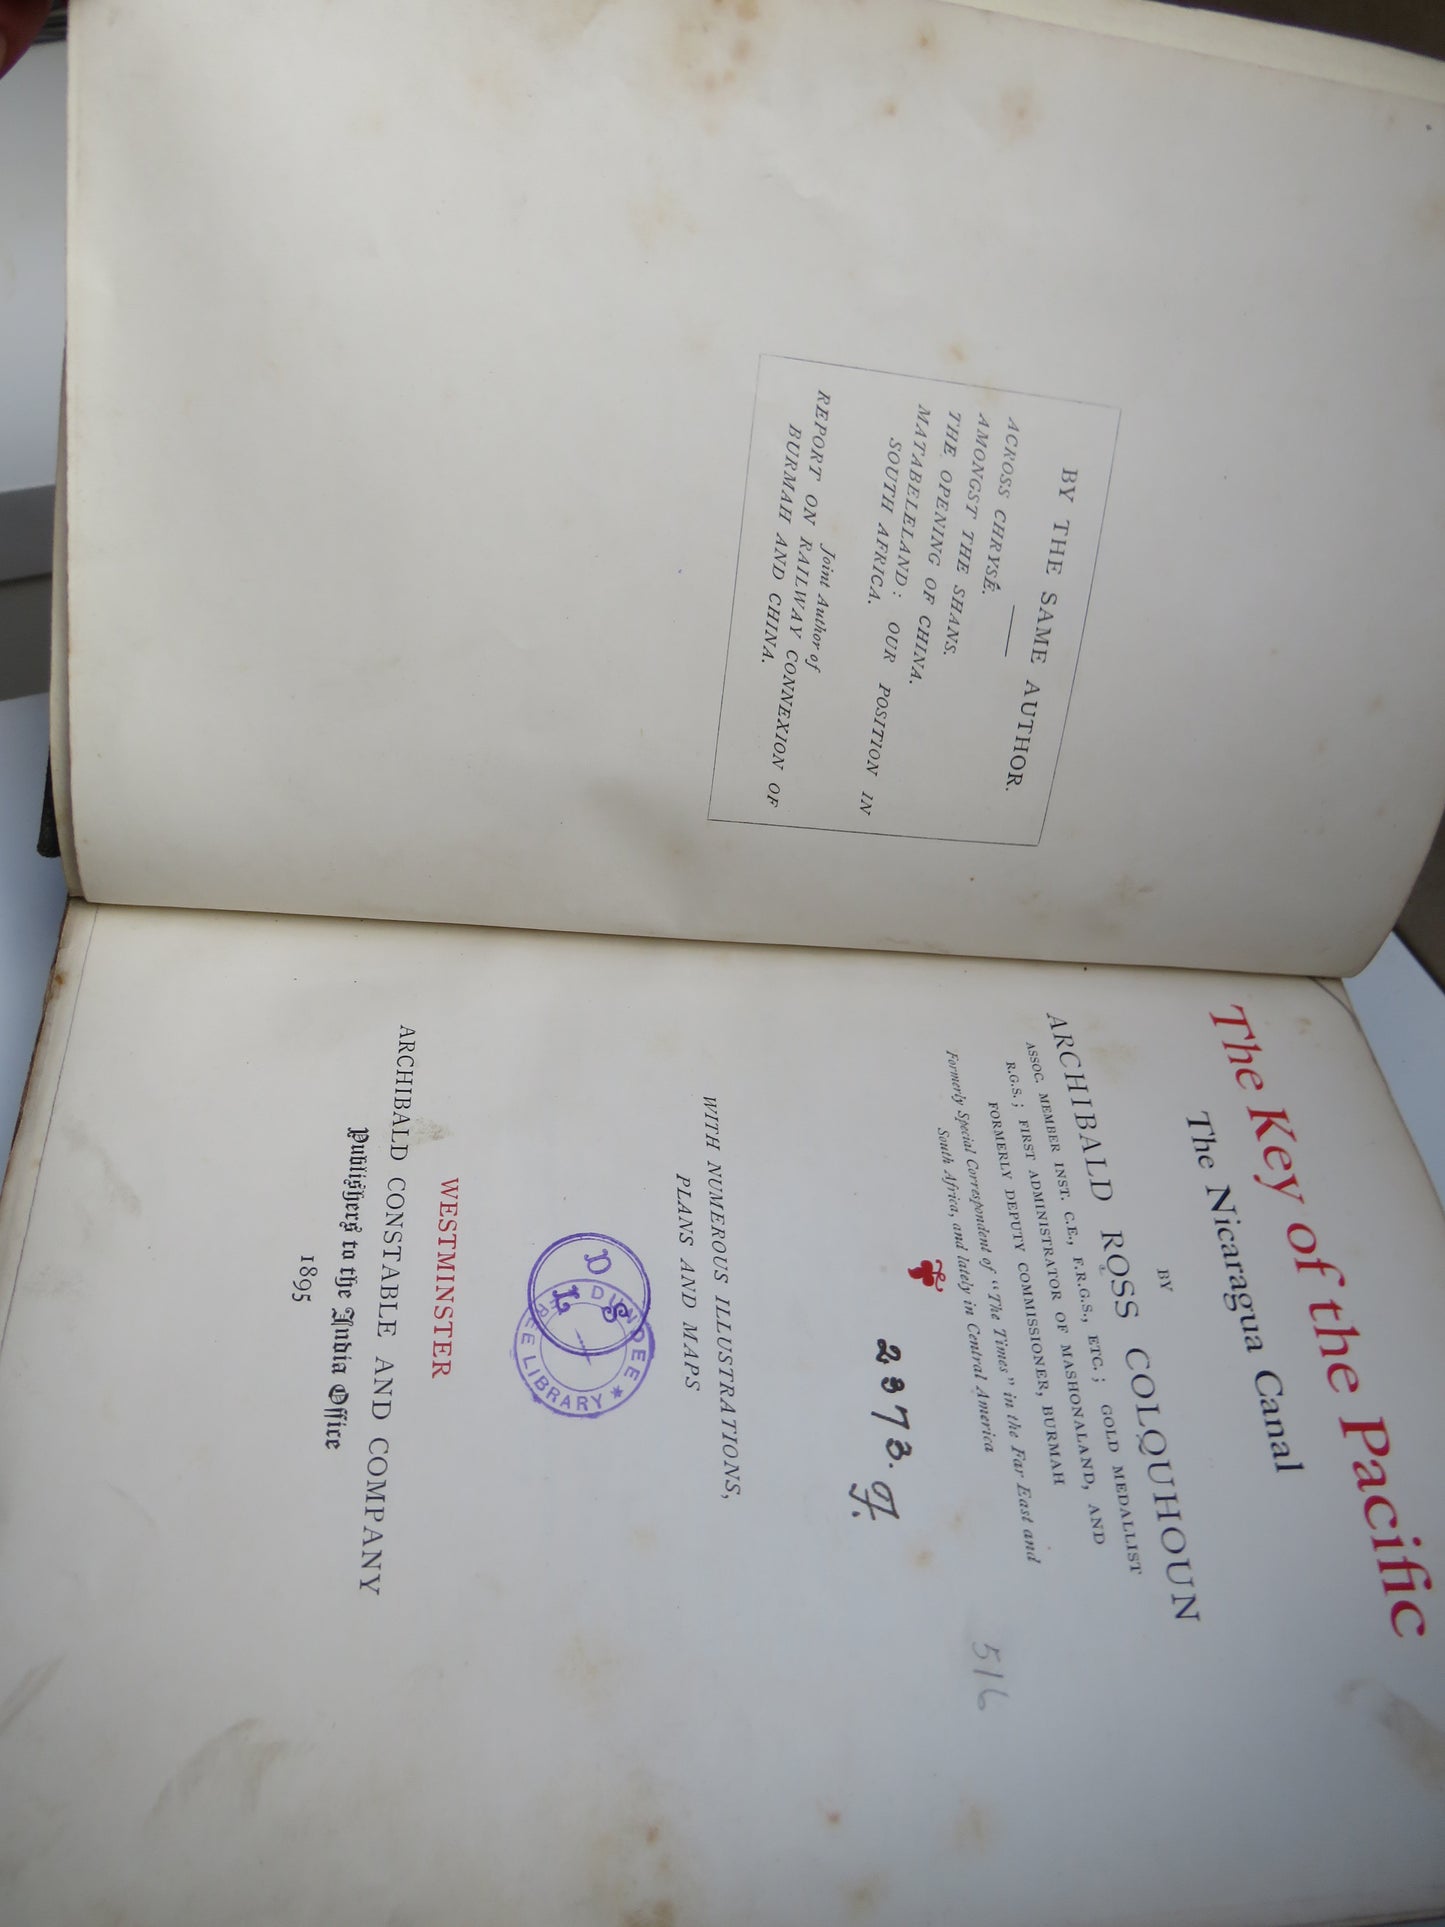 BY THE SAME AUTHOR.
ACROSS CHRYSÊ.
AMONGST THE SHANS.
THE OPENING OF CHINA.
MATABELELAND: OUR POSITION IN
SOUTH AFRICA.
Joint Author of
REPORT ON RAILWAY CONNEXION OF
BURMAH AND CHINA.
The Key of the Pacific
The Nicaragua Canal
BY
ARCHIBALD ROSS COLQUHOUN
ASSOC. MEMBER INST. C.E., F.R.G.S., ETC.; GOLD MEDALLIST
R.G.S.; FIRST ADMINISTRATOR OF MASHONALAND, AND
FORMERLY DEPUTY COMMISSIONER, BURMAH
Formerly Special Correspondent of "The Times" in the Far East and
South Africa, and lately in Central America
516
2373. g.
WITH NUMEROUS ILLUSTRATIONS,
PLANS AND MAPS
D
L S
DUNDEE
LIBRARY *
WESTMINSTER
ARCHIBALD CONSTABLE AND COMPANY
Publishers to the India Office
1895